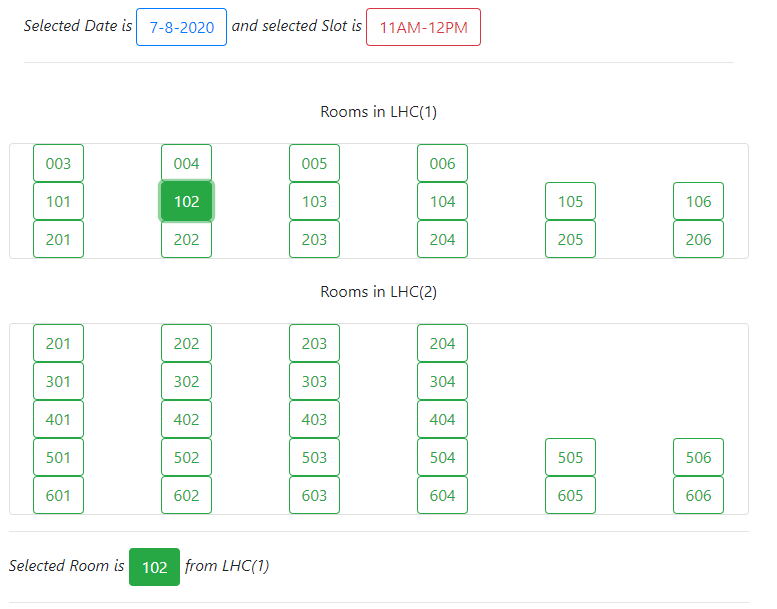 Selected Date is 7-8-2020 and selected Slot is 11AM-12PM
Rooms in LHC(1)
003 004 005 006
101 102 103 104 105 106
201 202 203 204 205 206
Rooms in LHC(2)
201 202 203 204
301 302 303 304
401 402 403 404
501 502 503 504 505 506
601 602 603 604 605 606
Selected Room is 102 from LHC(1)